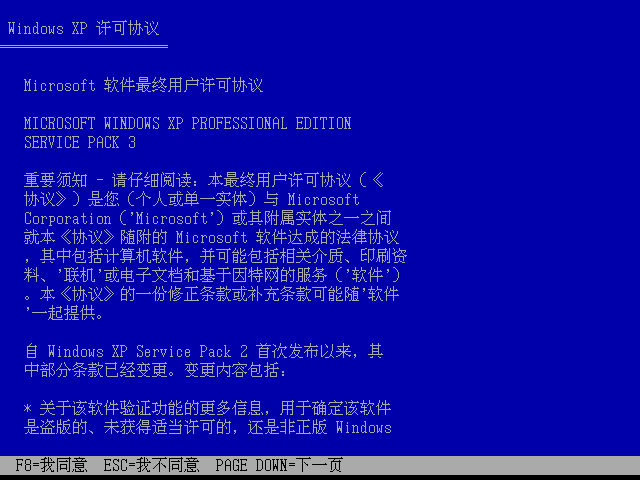 Windows XP 许可协议
Microsoft 软件最终用户许可协议
MICROSOFT WINDOWS XP PROFESSIONAL EDITION
SERVICE PACK 3
重要须知 - 请仔细阅读：本最终用户许可协议（《
协议》）是您（个人或单一实体）与 Microsoft
Corporation（'Microsoft'）或其附属实体之一之间
就本《协议》随附的 Microsoft 软件达成的法律协议
，其中包括计算机软件，并可能包括相关介质、印刷资
料、'联机'或电子文档和基于因特网的服务（'软件'）
。本《协议》的一份修正条款或补充条款可能随'软件
'一起提供。
自 Windows XP Service Pack 2 首次发布以来，其
中部分条款已经变更。变更内容包括：
* 关于该软件验证功能的更多信息，用于确定该软件
是盗版的、未获得适当许可的，还是非正版 Windows
F8=我同意  ESC=我不同意  PAGE DOWN=下一页